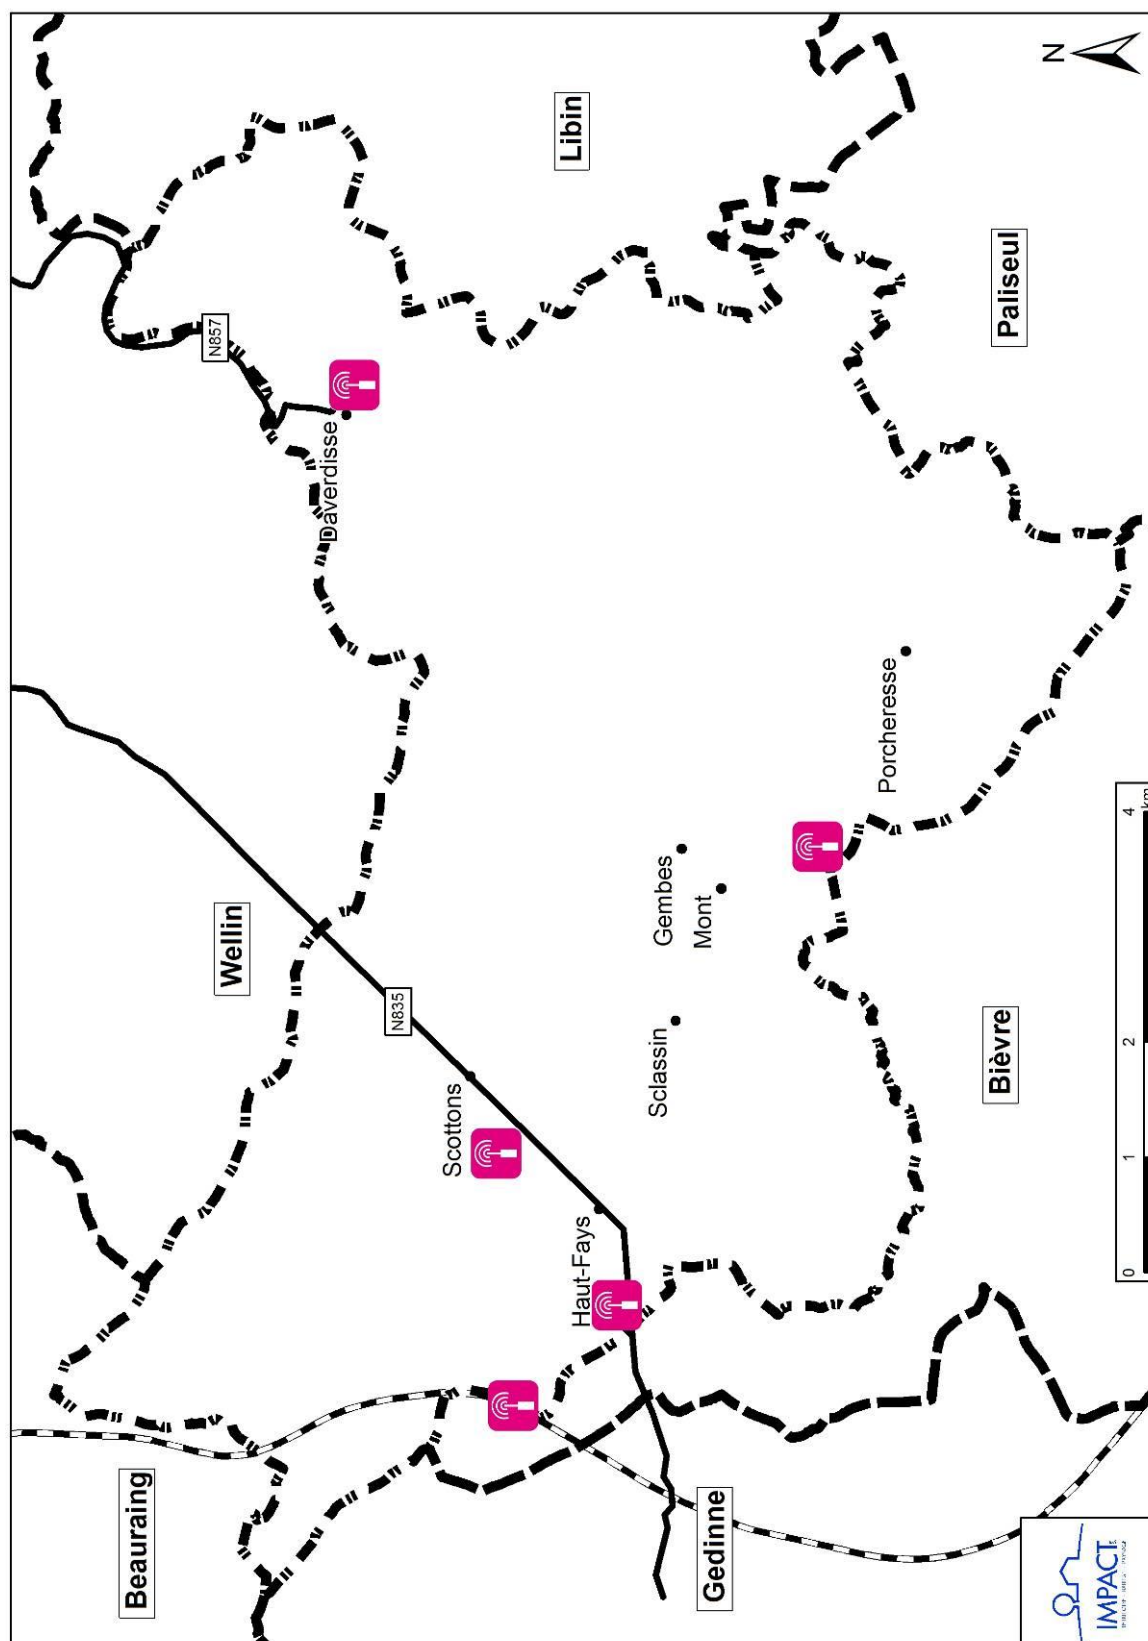 Beauraing
N857
Wellin
Daverdisse
N835
Scottons
Libin
Haut-Fays
Sclassin
Gembes
Mont
Gedinne
Porcheresse
Bièvre
Paliseul
N
0 1 2 4
km
IMPACT